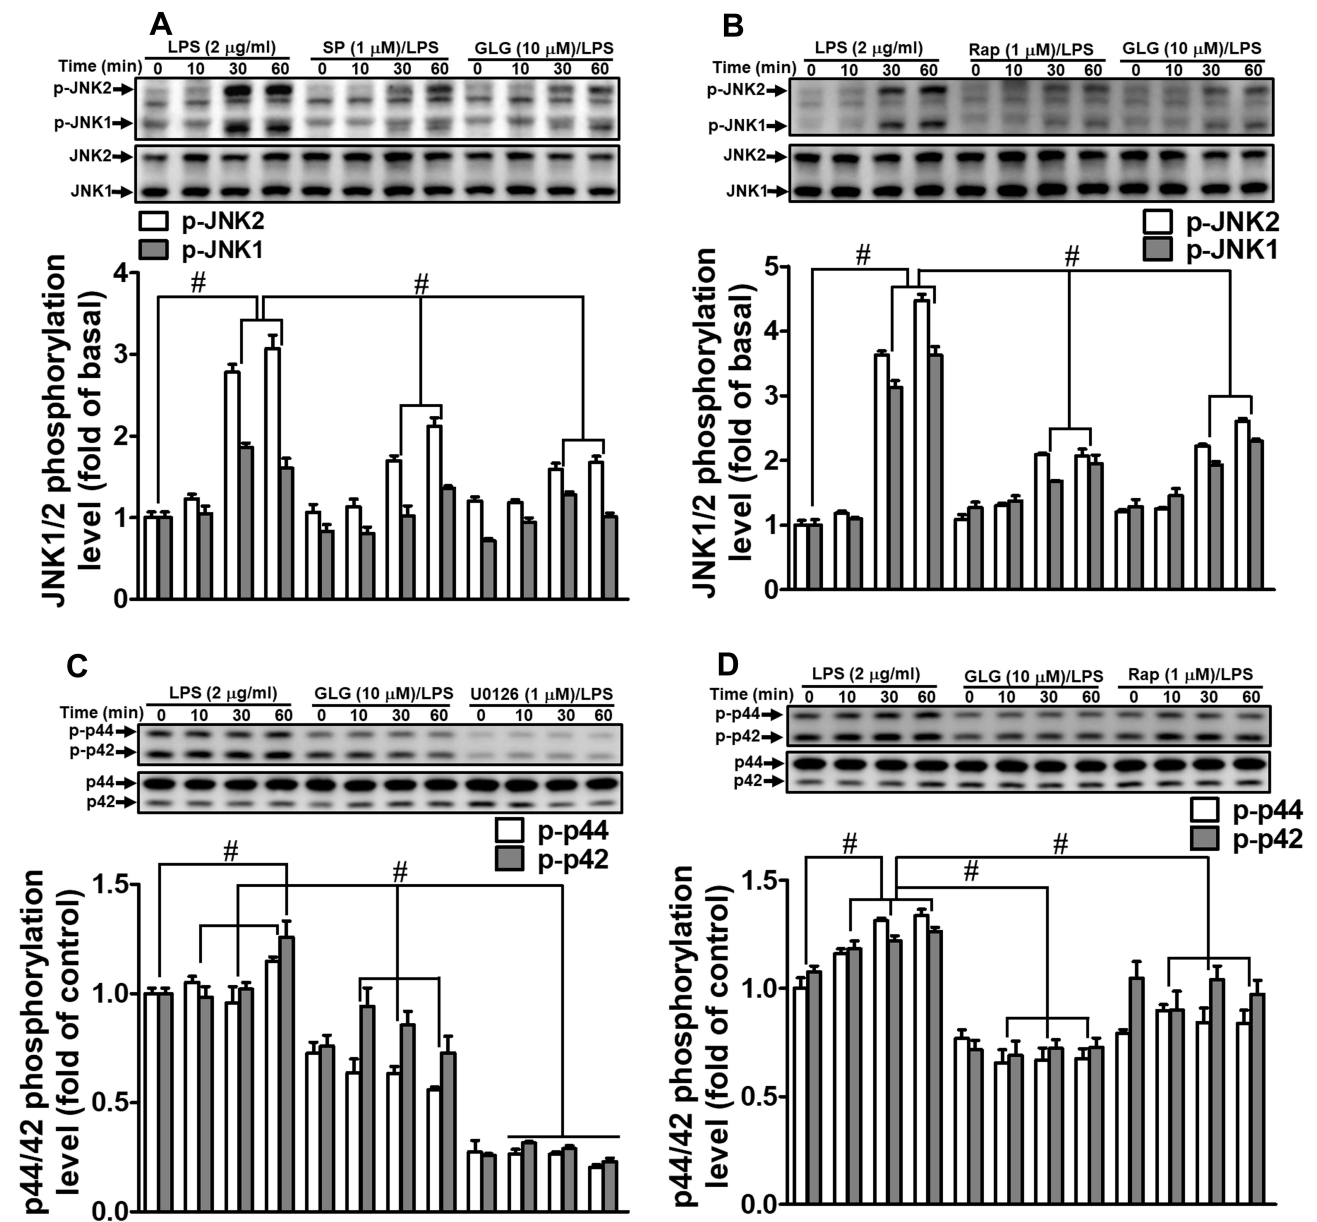 A
LPS (2 μg/ml) SP (1 μM)/LPS GLG (10 μM)/LPS
Time (min) 0 10 30 60 0 10 30 60 0 10 30 60
p-JNK2
p-JNK1
JNK2
JNK1
p-JNK2
p-JNK1
JNK1/2 phosphorylation
level (fold of basal)
4
3
2
1
0
# #
B
LPS (2 μg/ml) Rap (1 μM)/LPS GLG (10 μM)/LPS
Time (min) 0 10 30 60 0 10 30 60 0 10 30 60
p-JNK2
p-JNK1
JNK2
JNK1
p-JNK2
p-JNK1
JNK1/2 phosphorylation
level (fold of basal)
5
4
3
2
1
0
# #
C
LPS (2 μg/ml) GLG (10 μM)/LPS U0126 (1 μM)/LPS
Time (min) 0 10 30 60 0 10 30 60 0 10 30 60
p-p44
p-p42
p44
p42
p-p44
p-p42
p44/42 phosphorylation
level (fold of control)
1.5
1.0
0.5
0.0
# #
D
LPS (2 μg/ml) GLG (10 μM)/LPS Rap (1 μM)/LPS
Time (min) 0 10 30 60 0 10 30 60 0 10 30 60
p-p44
p-p42
p44
p42
p-p44
p-p42
p44/42 phosphorylation
level (fold of control)
1.5
1.0
0.5
0.0
# # #